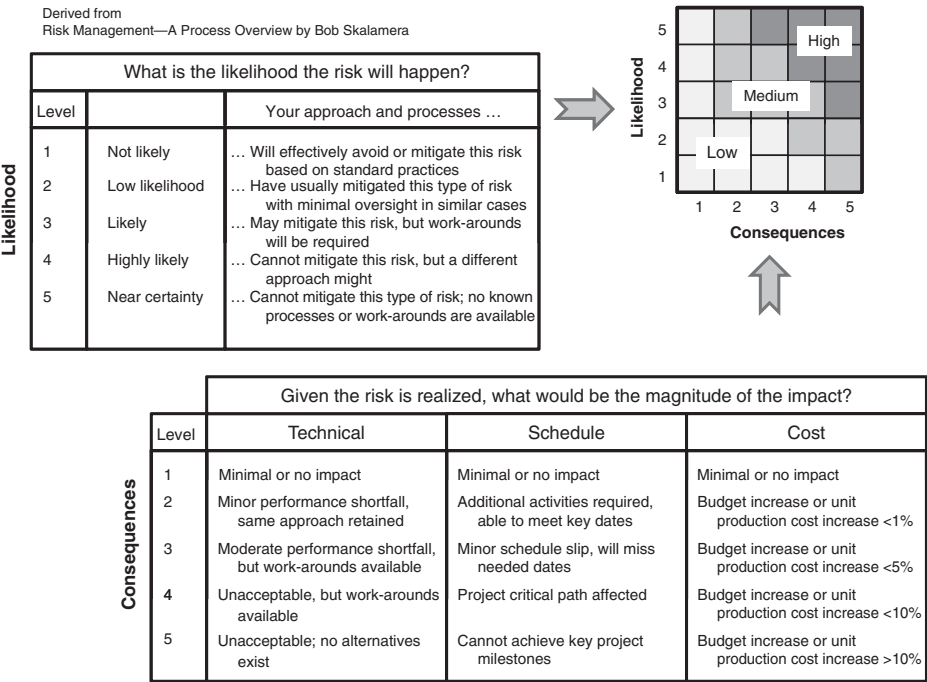 Derived from
Risk Management—A Process Overview by Bob Skalamera
What is the likelihood the risk will happen?
Level
Your approach and processes …
Likelihood
1 Not likely … Will effectively avoid or mitigate this risk
based on standard practices
2 Low likelihood … Have usually mitigated this type of risk
with minimal oversight in similar cases
3 Likely … May mitigate this risk, but work-arounds
will be required
4 Highly likely … Cannot mitigate this risk, but a different
approach might
5 Near certainty … Cannot mitigate this type of risk; no known
processes or work-arounds are available
Likelihood
5
4
3
2
1
High
Medium
Low
1 2 3 4 5
Consequences
Given the risk is realized, what would be the magnitude of the impact?
Level Technical Schedule Cost
Consequences
1 Minimal or no impact Minimal or no impact Minimal or no impact
2 Minor performance shortfall, Additional activities required, Budget increase or unit
same approach retained able to meet key dates production cost increase <1%
3 Moderate performance shortfall, Minor schedule slip, will miss Budget increase or unit
but work-arounds available needed dates production cost increase <5%
4 Unacceptable, but work-arounds Project critical path affected Budget increase or unit
available production cost increase <10%
5 Unacceptable; no alternatives Cannot achieve key project Budget increase or unit
exist milestones production cost increase >10%